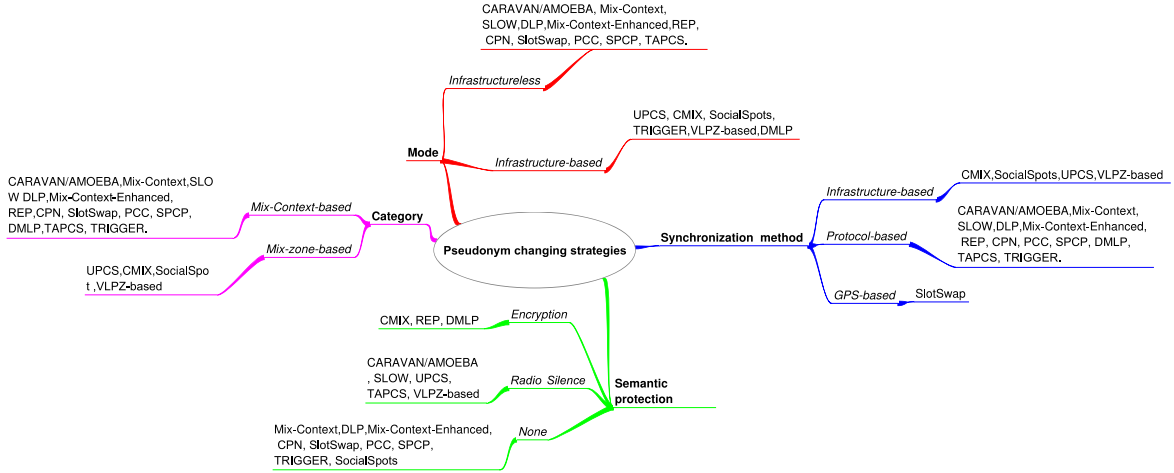 CARAVAN/AMOEBA, Mix-Context,
SLOW,DLP,Mix-Context-Enhanced,REP,
CPN, SlotSwap, PCC, SPCP, TAPCS.
Infrastructureless
UPCS, CMIX, SocialSpots,
TRIGGER,VLPZ-based,DMLP
Mode
Infrastructure-based
CARAVAN/AMOEBA,Mix-Context,SLO
W DLP,Mix-Context-Enhanced,
REP,CPN, SlotSwap, PCC, SPCP,
DMLP,TAPCS, TRIGGER.
Mix-Context-based
Category
Mix-zone-based
UPCS,CMIX,SocialSpo
t ,VLPZ-based
Pseudonym changing strategies
Synchronization method
Infrastructure-based
CMIX,SocialSpots,UPCS,VLPZ-based
Protocol-based
CARAVAN/AMOEBA,Mix-Context,
SLOW,DLP,Mix-Context-Enhanced,
REP, CPN, PCC, SPCP, DMLP,
TAPCS, TRIGGER.
GPS-based
SlotSwap
CMIX, REP, DMLP
Encryption
CARAVAN/AMOEBA
, SLOW, UPCS,
TAPCS, VLPZ-based
Radio Silence
Semantic
protection
Mix-Context,DLP,Mix-Context-Enhanced,
CPN, SlotSwap, PCC, SPCP,
TRIGGER, SocialSpots
None